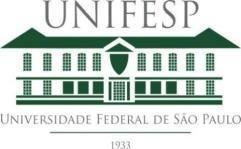 UNIFESP
UNIVERSIDADE FEDERAL DE SÃO PAULO
1933